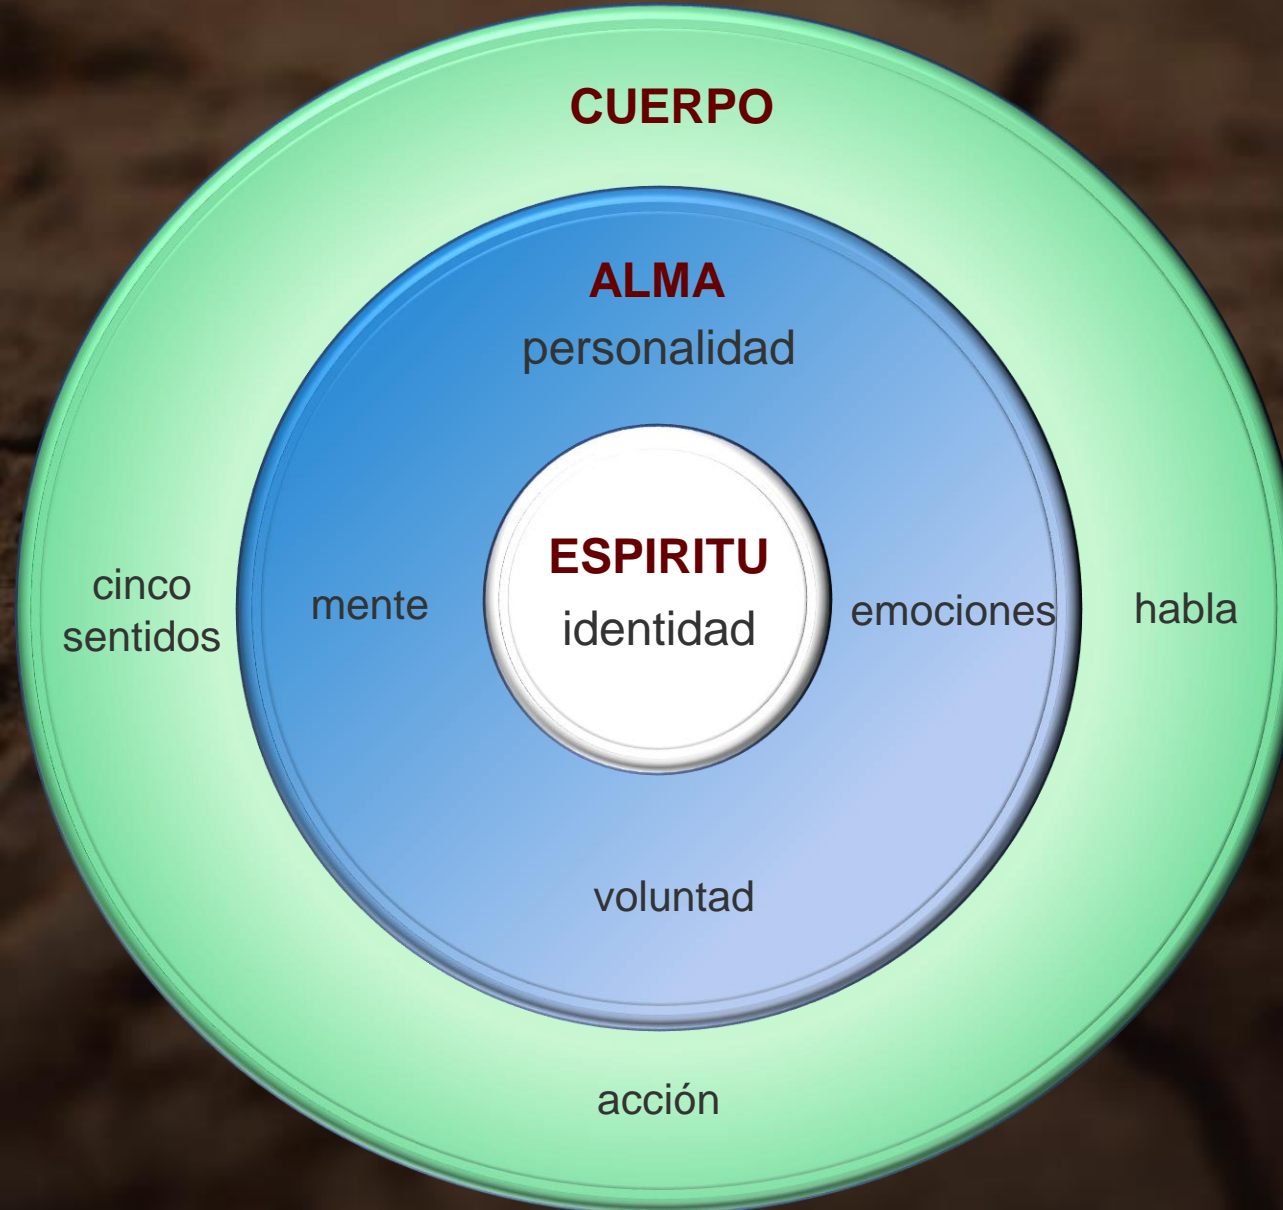 CUERPO
ALMA
personalidad
ESPIRITU
identidad
cinco
sentidos
mente
emociones
habla
voluntad
acción